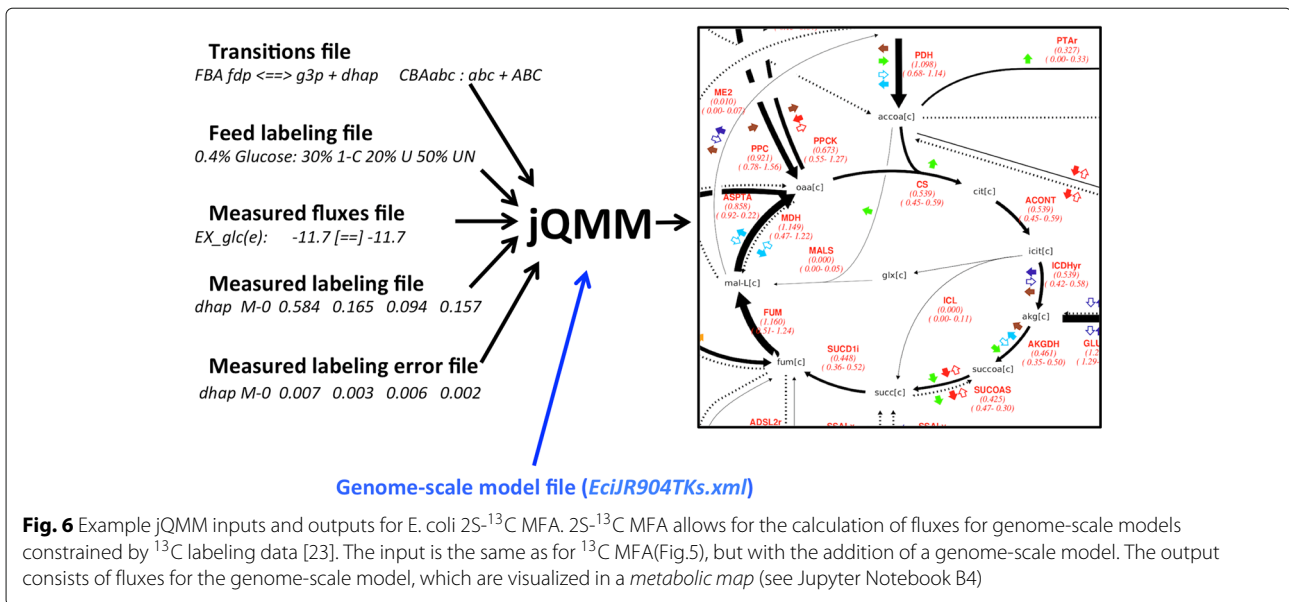 Transitions file
FBA fdp <==> g3p + dhap CBAabc : abc + ABC
Feed labeling file
0.4% Glucose: 30% 1-C 20% U 50% UN
Measured fluxes file
EX_glc(e): -11.7 [==] -11.7
Measured labeling file
dhap M-0 0.584 0.165 0.094 0.157
Measured labeling error file
dhap M-0 0.007 0.003 0.006 0.002
jQMM
Genome-scale model file (EciJR904TKs.xml)
PDH
(1.098)
( 0.68- 1.14)
PTAr
(0.327)
( 0.00- 0.33)
ME2
(0.010)
( 0.00- 0.07)
accoa[c]
PPC
(0.921)
( 0.78- 1.56)
PPCK
(0.673)
( 0.55- 1.27)
oaa[c]
CS
(0.539)
( 0.45- 0.59)
cit[c]
ASPTA
(0.858)
( 0.92- 0.22)
MDH
(1.149)
( 0.47- 1.22)
ACONT
(0.539)
( 0.45- 0.59)
MALS
(0.000)
( 0.00- 0.05)
icit[c]
mal-L[c]
glx[c]
ICDHyr
(0.539)
( 0.42- 0.58)
ICL
(0.000)
( 0.00- 0.11)
akg[c]
FUM
(1.160)
( 0.51- 1.24)
AKGDH
(0.461)
( 0.35- 0.50)
GLU
(1.2
( 1.29-
SUCD1i
(0.448)
( 0.36- 0.52)
fum[c]
succoa[c]
SUCOAS
(0.425)
( 0.47- 0.30)
succ[c]
ADSL2r
Fig. 6 Example jQMM inputs and outputs for E. coli 2S-¹³C MFA. 2S-¹³C MFA allows for the calculation of fluxes for genome-scale models
constrained by ¹³C labeling data [23]. The input is the same as for ¹³C MFA(Fig.5), but with the addition of a genome-scale model. The output
consists of fluxes for the genome-scale model, which are visualized in a metabolic map (see Jupyter Notebook B4)